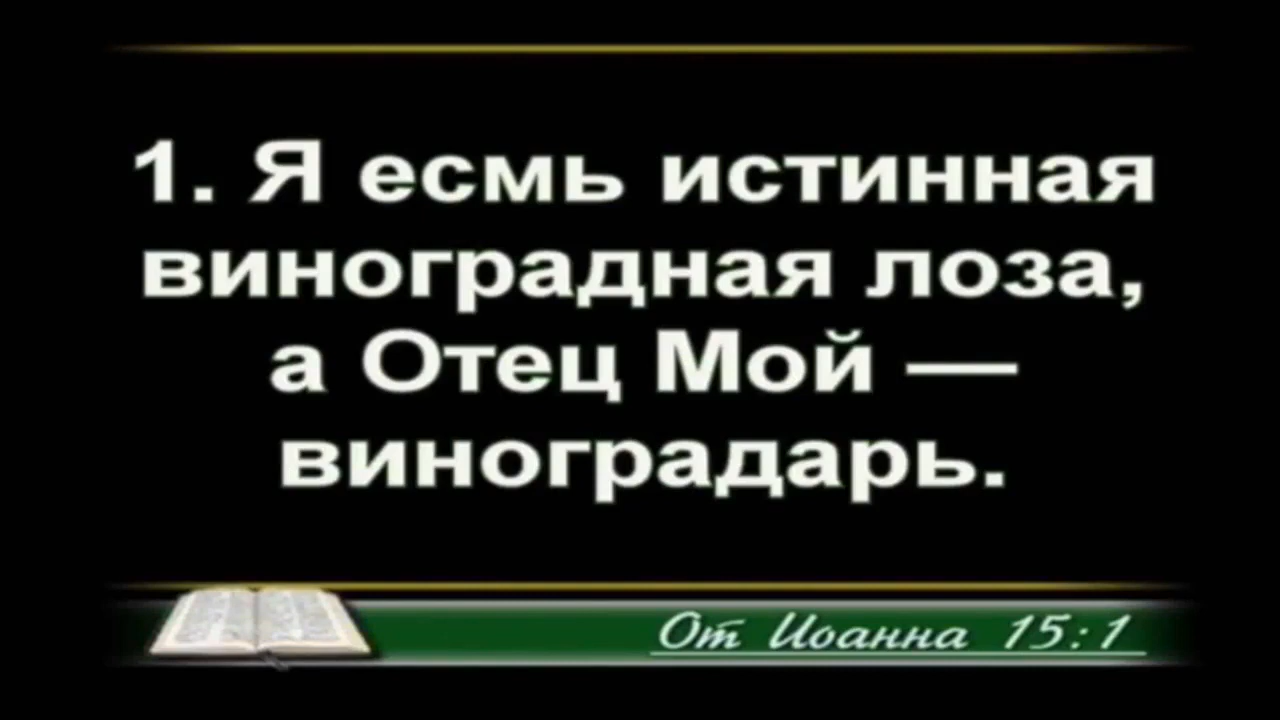 1. Я есмь истинная
виноградная лоза,
а Отец Мой —
виноградарь.
От Иоанна 15:1